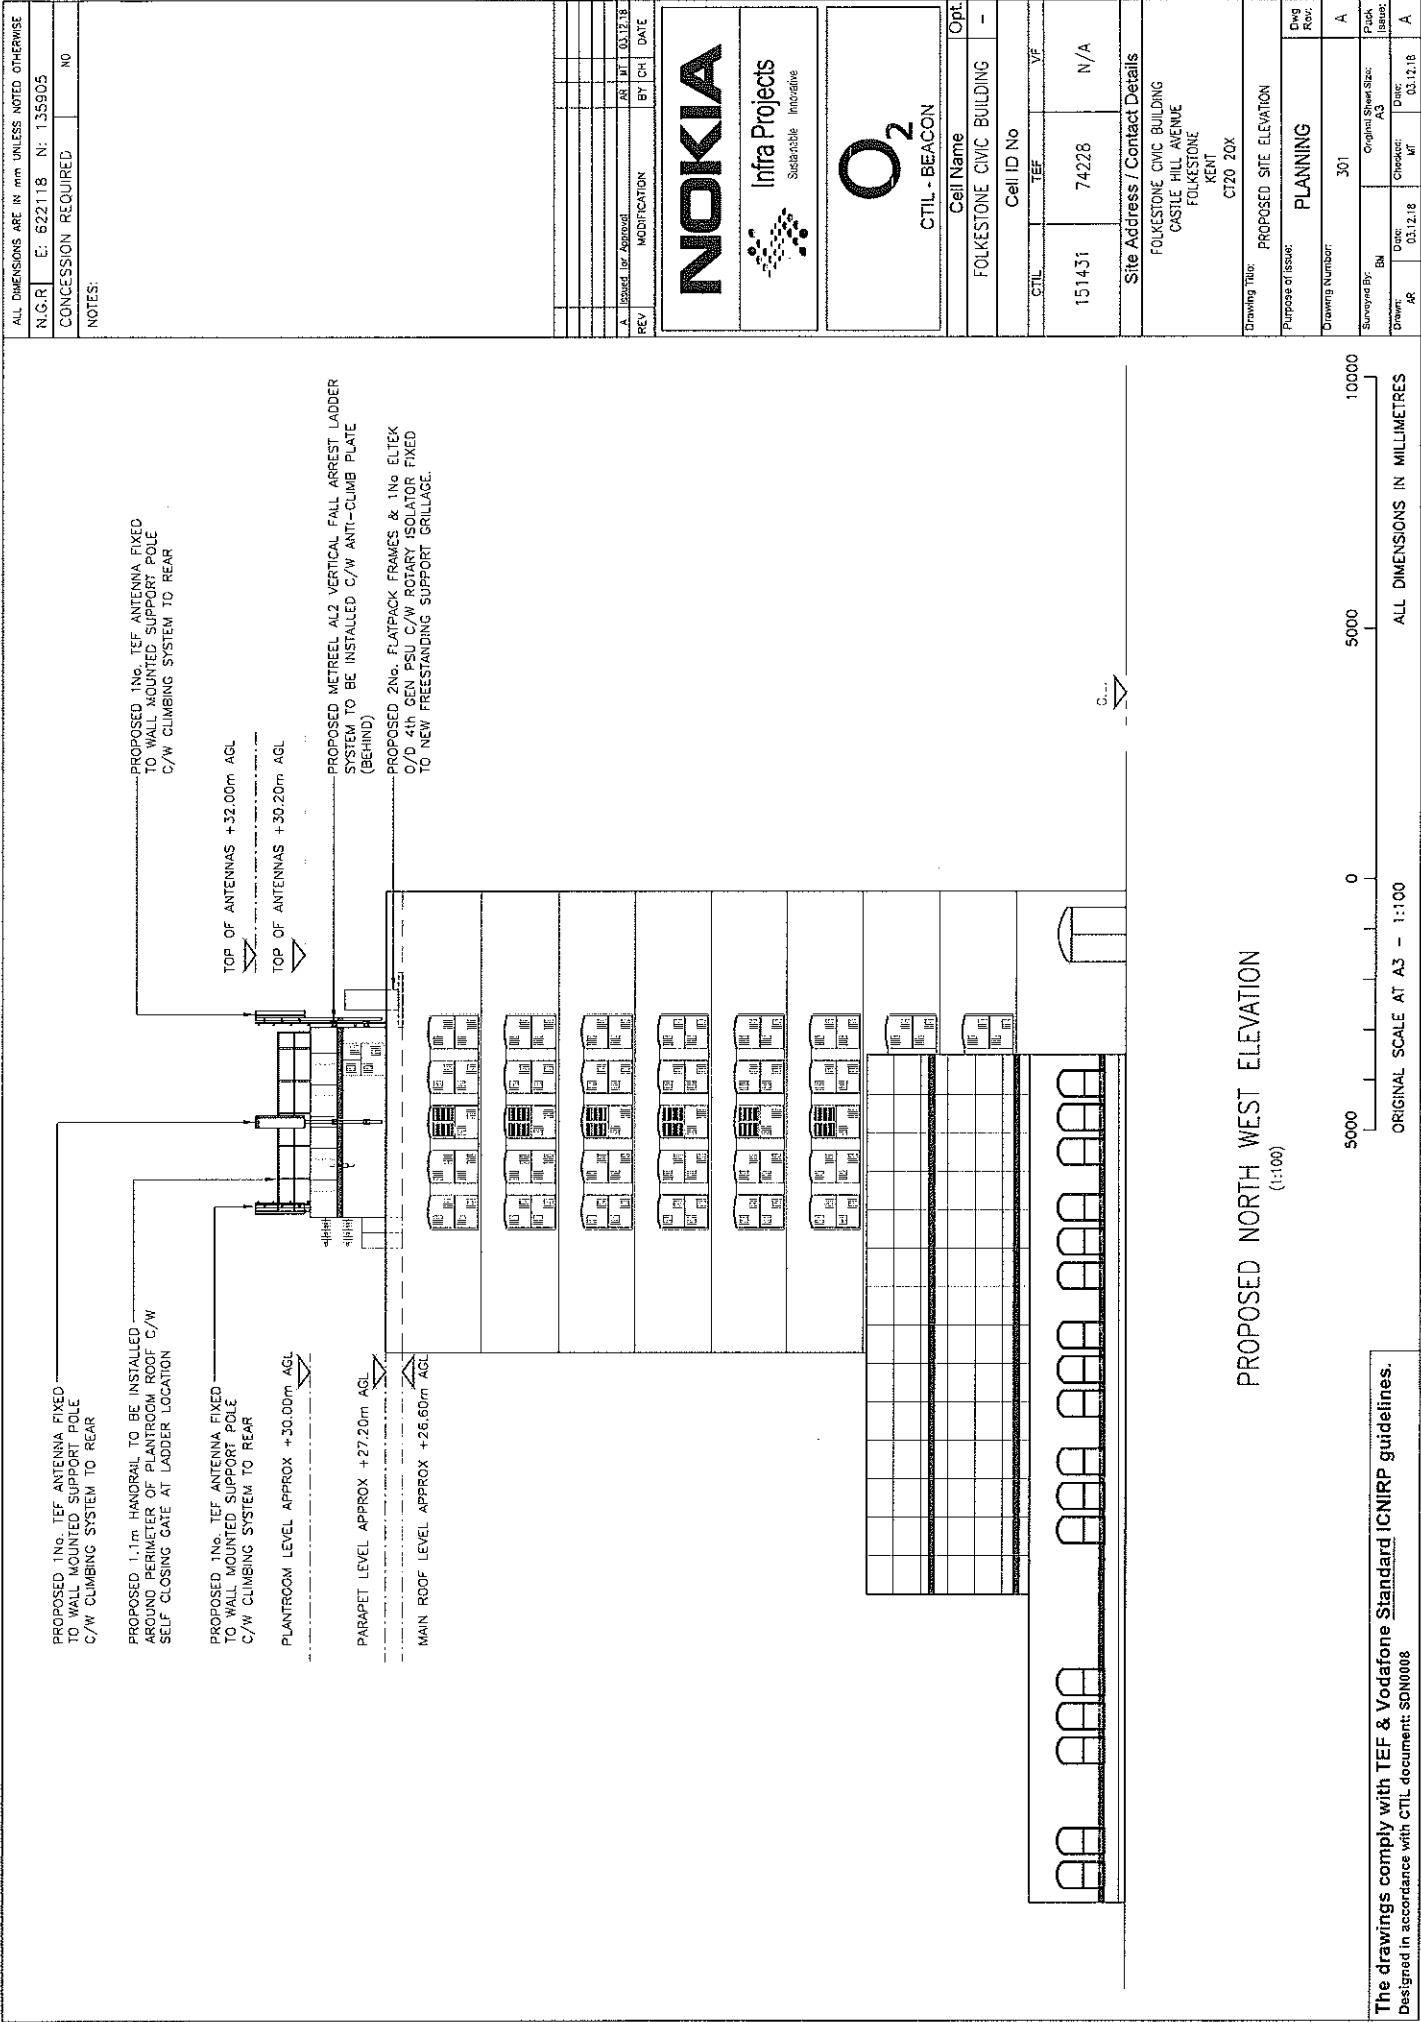 PROPOSED 1No. TEF ANTENNA FIXED
TO WALL MOUNTED SUPPORT POLE
C/W CLIMBING SYSTEM TO REAR
PROPOSED 1.1m HANDRAIL TO BE INSTALLED
AROUND PERIMETER OF PLANTROOM ROOF C/W
SELF CLOSING GATE AT LADDER LOCATION
PROPOSED 1No. TEF ANTENNA FIXED
TO WALL MOUNTED SUPPORT POLE
C/W CLIMBING SYSTEM TO REAR
PLANTROOM LEVEL APPROX +30.00m AGL
PARAPET LEVEL APPROX +27.20m AGL
MAIN ROOF LEVEL APPROX +26.60m AGL
PROPOSED 1No. TEF ANTENNA FIXED
TO WALL MOUNTED SUPPORT POLE
C/W CLIMBING SYSTEM TO REAR
TOP OF ANTENNAS +32.00m AGL
TOP OF ANTENNAS +30.20m AGL
PROPOSED METREEL AL2 VERTICAL FALL ARREST LADDER
SYSTEM TO BE INSTALLED C/W ANTI-CLIMB PLATE
(BEHIND)
PROPOSED 2No. FLATPACK FRAMES & 1No ELTEK
O/D 4th GEN PSU C/W ROTARY ISOLATOR FIXED
TO NEW FREESTANDING SUPPORT GRILLAGE.
PROPOSED NORTH WEST ELEVATION
(1:100)
5000 0 5000 10000
ORIGINAL SCALE AT A3 - 1:100 ALL DIMENSIONS IN MILLIMETRES
The drawings comply with TEF & Vodafone Standard ICNIRP guidelines.
Designed in accordance with CTIL document: SDN0008
ALL DIMENSIONS ARE IN mm UNLESS NOTED OTHERWISE
N.G.R E: 622118 N: 135905
CONCESSION REQUIRED NO
NOTES:
A Issued for Approval AR MT 03.12.18
REV MODIFICATION BY CH DATE
NOKIA
Infra Projects
Sustainable Innovative
O2
CTIL - BEACON
Cell Name Opt.
FOLKESTONE CIVIC BUILDING -
Cell ID No
CTIL TEF VF
151431 74228 N/A
Site Address / Contact Details
FOLKESTONE CIVIC BUILDING
CASTLE HILL AVENUE
FOLKESTONE
KENT
CT20 2QX
Drawing Title:
PROPOSED SITE ELEVATION
Purpose of issue: Dwg Rev:
PLANNING
Drawing Number:
301 A
Surveyed By: BM Original Sheet Size: A3 Pack Issue:
Drawn: AR Date: 03.12.18 Checked: MT Date: 03.12.18 A